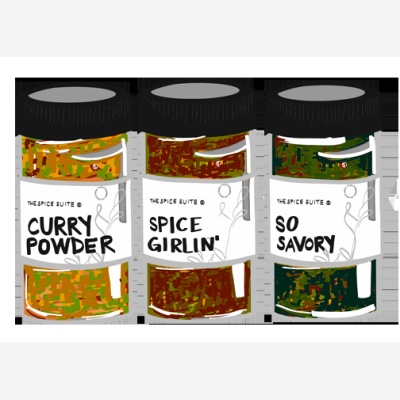 THE SPICE SUITE ©
CURRY
POWDER
THE SPICE SUITE ©
SPICE
GIRLIN'
THE SPICE SUITE ©
SO
SAVORY